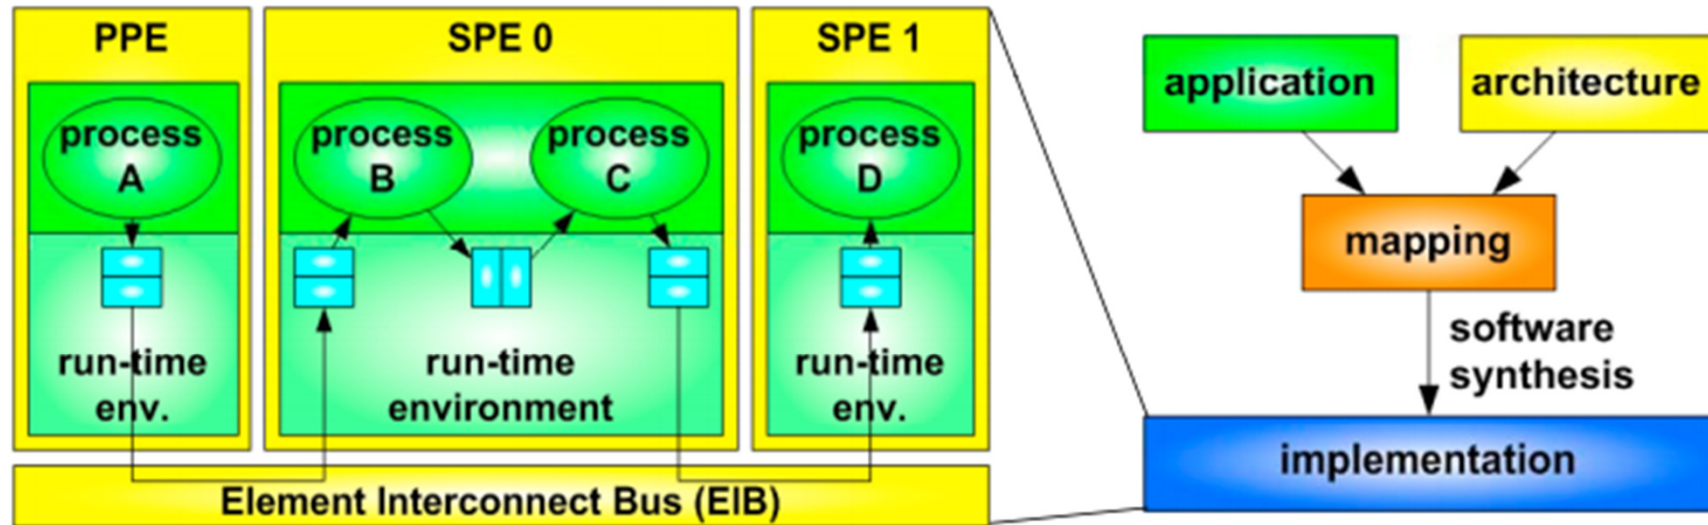 PPE
SPE 0
SPE 1
process
A
process
B
process
C
process
D
run-time
env.
run-time
environment
run-time
env.
Element Interconnect Bus (EIB)
application
architecture
mapping
software
synthesis
implementation